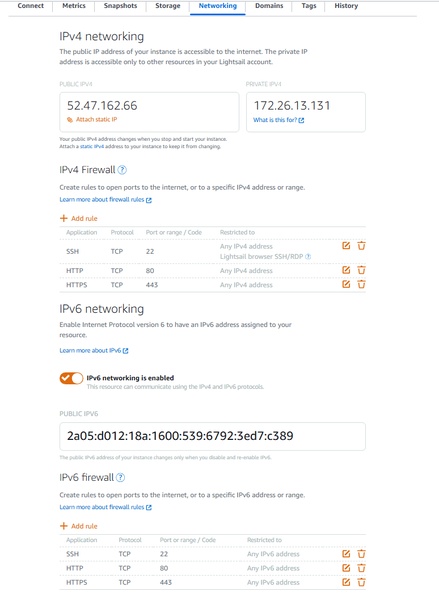 Connect Metrics Snapshots Storage Networking Domains Tags History
IPv4 networking
The public IP address of your instance is accessible to the internet. The private IP
address is accessible only to other resources in your Lightsail account.
PUBLIC IPV4 PRIVATE IPV4
52.47.162.66 172.26.13.131
Attach static IP What is this for?
Your public IPv4 address changes when you stop and start your instance.
Attach a static IPv4 address to your instance to keep it from changing.
IPv4 Firewall ?
Create rules to open ports to the internet, or to a specific IPv4 address or range.
Learn more about firewall rules
+ Add rule
Application Protocol Port or range / Code Restricted to
SSH TCP 22 Any IPv4 address
Lightsail browser SSH/RDP ?
HTTP TCP 80 Any IPv4 address
HTTPS TCP 443 Any IPv4 address
IPv6 networking
Enable Internet Protocol version 6 to have an IPv6 address assigned to your
resource.
Learn more about IPv6
IPv6 networking is enabled
This resource can communicate using the IPv4 and IPv6 protocols.
PUBLIC IPV6
2a05:d012:18a:1600:539:6792:3ed7:c389
The public IPv6 address of your instance changes only when you disable and re-enable IPv6.
IPv6 firewall ?
Create rules to open ports to the internet, or to a specific IPv6 address or range.
Learn more about firewall rules
+ Add rule
Application Protocol Port or range / Code Restricted to
SSH TCP 22 Any IPv6 address
HTTP TCP 80 Any IPv6 address
HTTPS TCP 443 Any IPv6 address